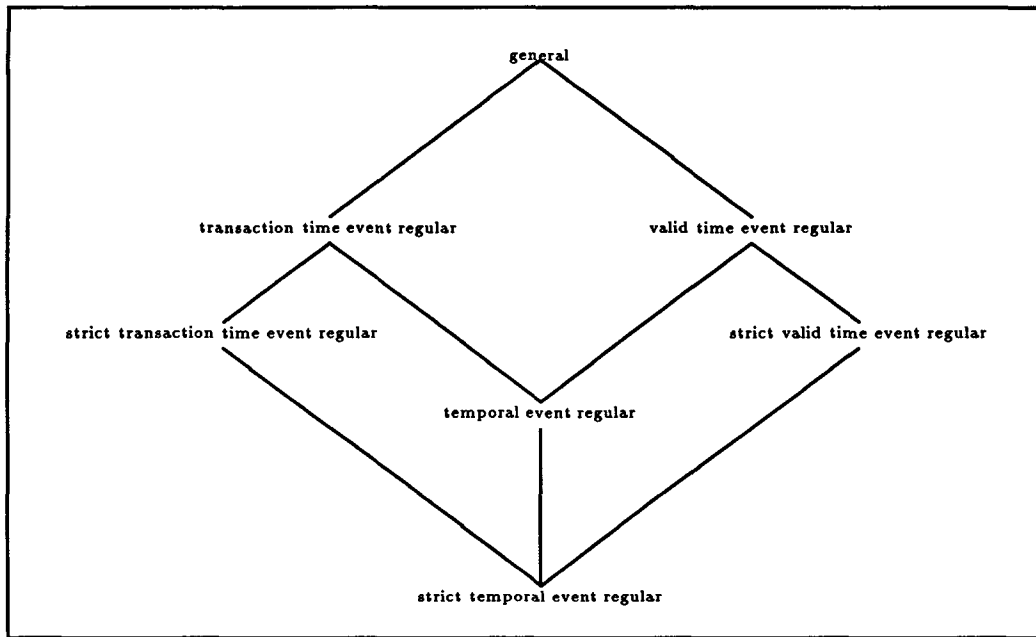 general
transaction time event regular
valid time event regular
strict transaction time event regular
strict valid time event regular
temporal event regular
strict temporal event regular